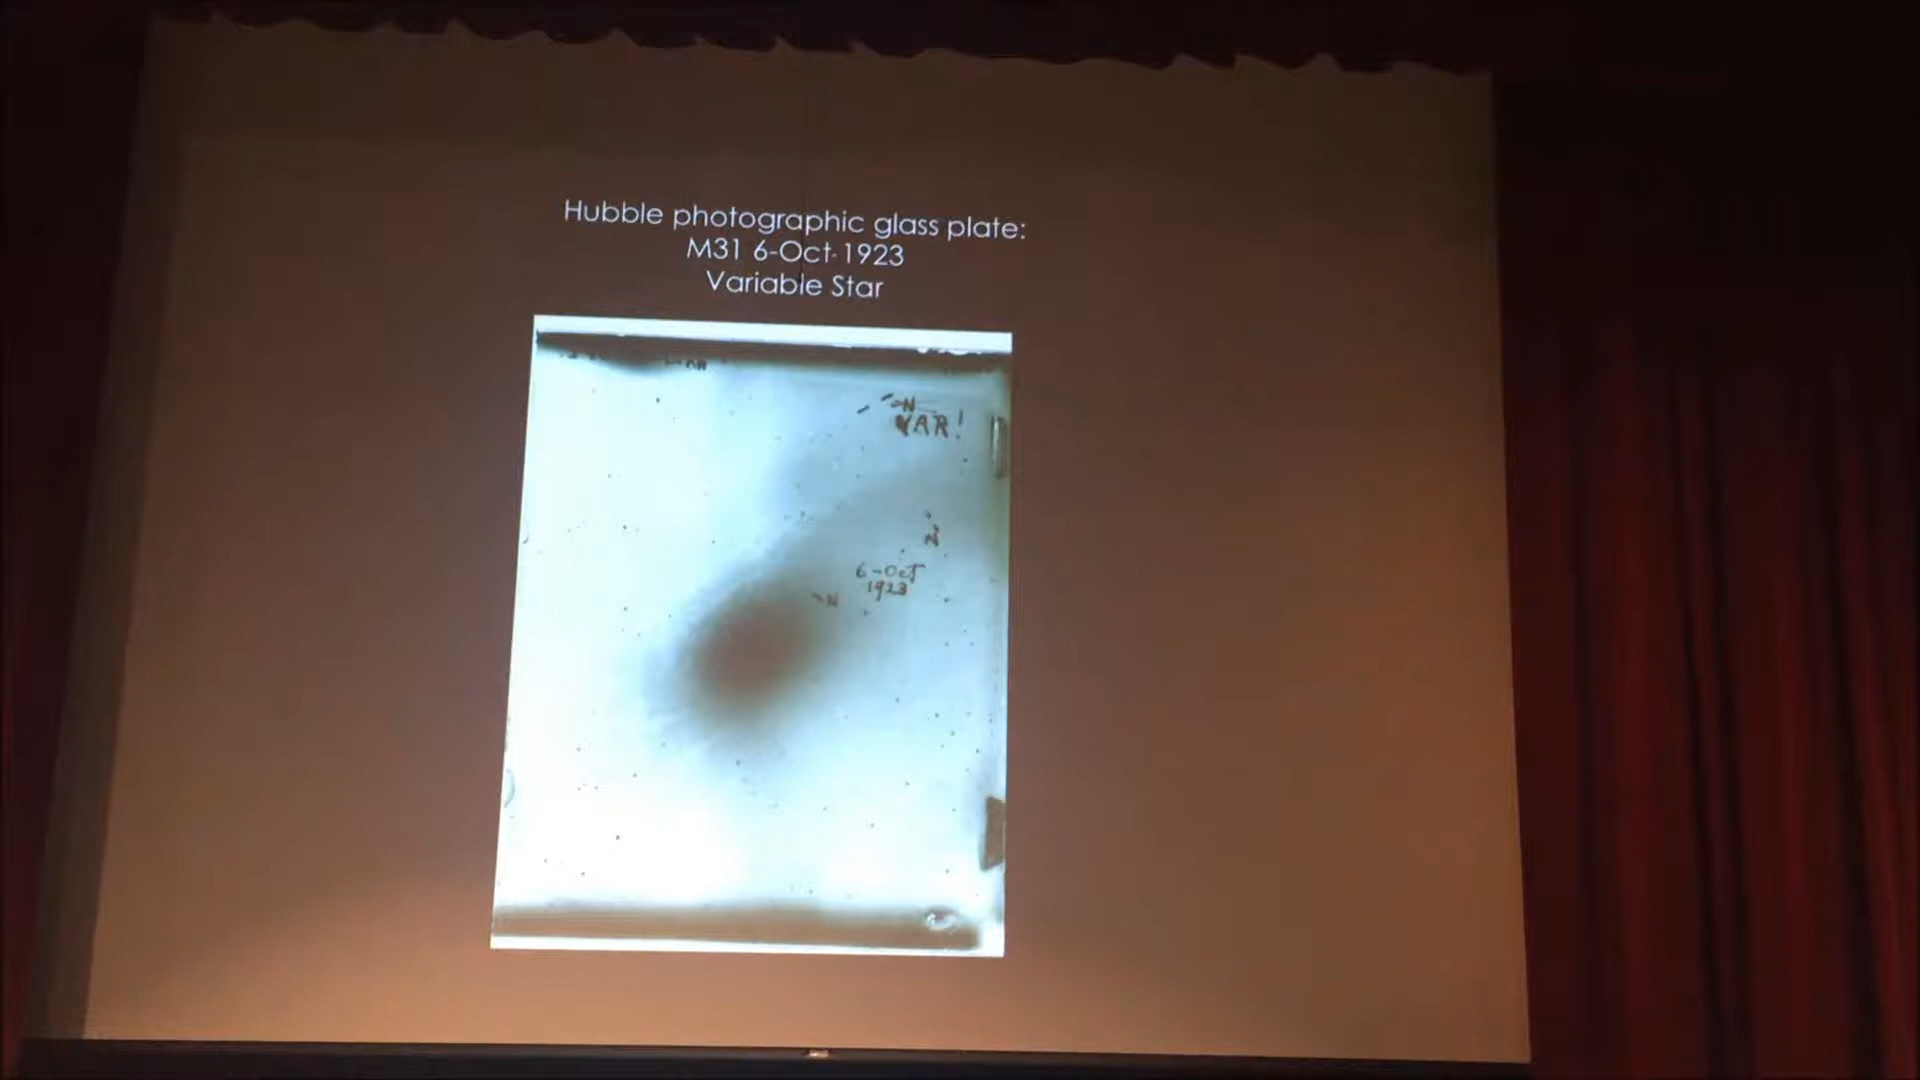 Hubble photographic glass plate:
M31 6-Oct-1923
Variable Star
N
VAR!
N
6-Oct
1923
N